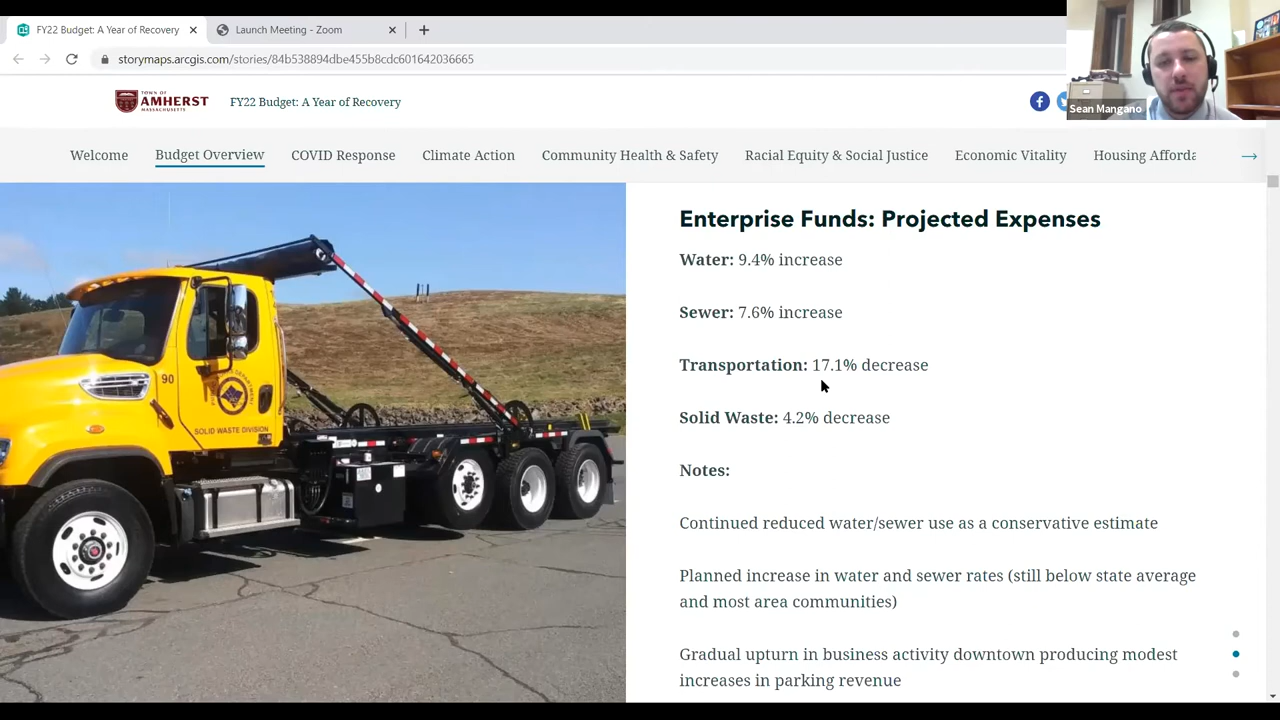 FY22 Budget: A Year of Recovery
Launch Meeting - Zoom
storymaps.arcgis.com/stories/84b538894dbe455b8cdc601642036665
TOWN OF
AMHERST
MASSACHUSETTS
FY22 Budget: A Year of Recovery
Sean Mangano
Welcome
Budget Overview
COVID Response
Climate Action
Community Health & Safety
Racial Equity & Social Justice
Economic Vitality
Housing Afforda
90
SOLID WASTE DIVISION
Enterprise Funds: Projected Expenses
Water: 9.4% increase
Sewer: 7.6% increase
Transportation: 17.1% decrease
Solid Waste: 4.2% decrease
Notes:
Continued reduced water/sewer use as a conservative estimate
Planned increase in water and sewer rates (still below state average
and most area communities)
Gradual upturn in business activity downtown producing modest
increases in parking revenue